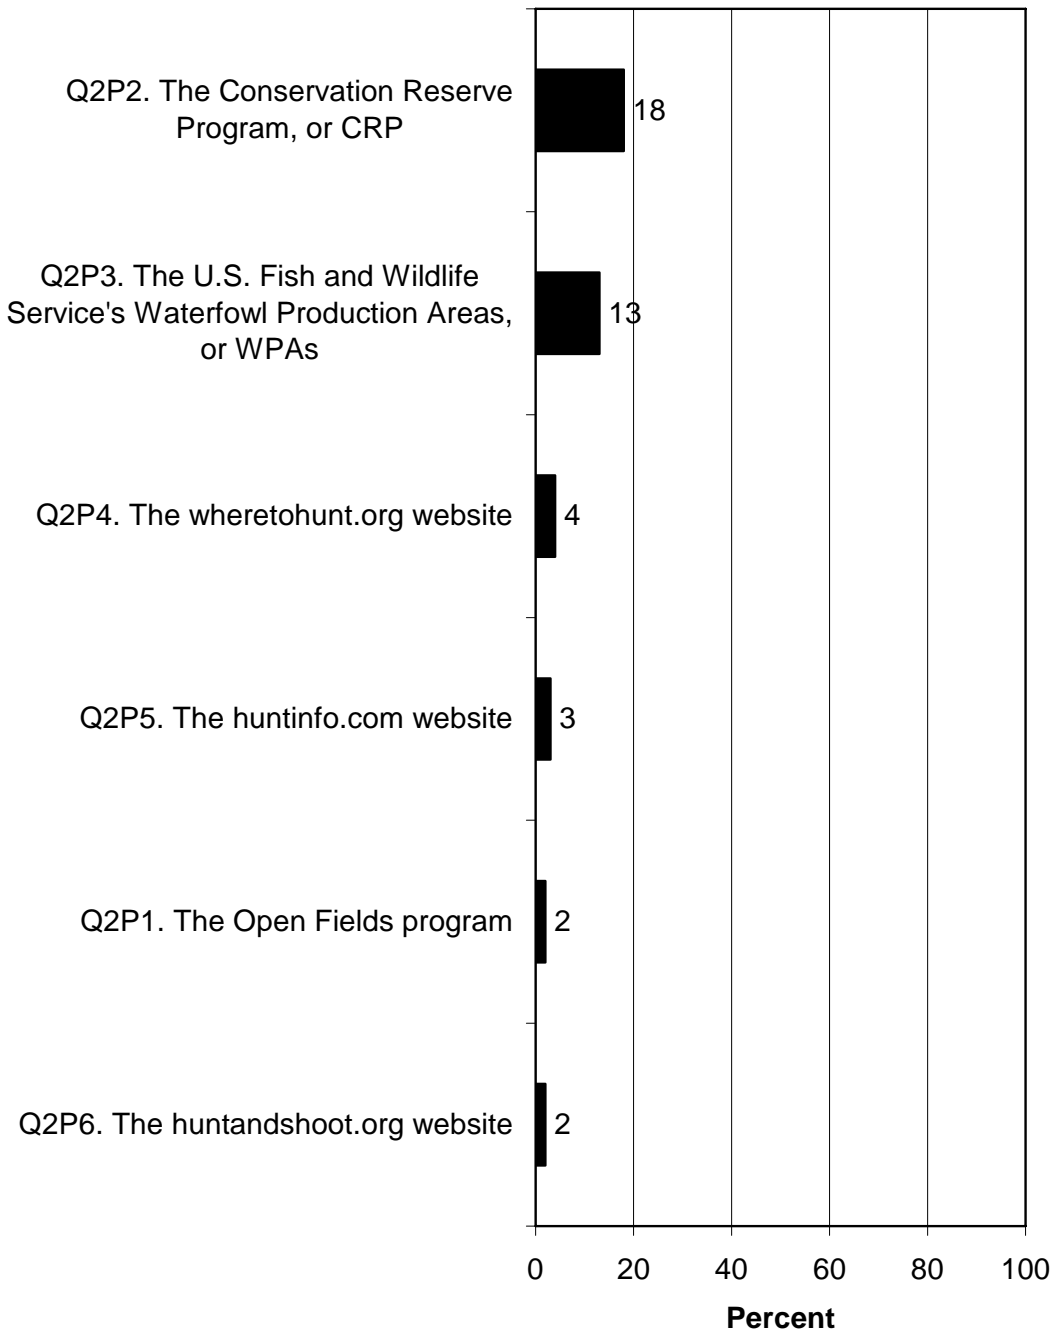 Q2P2. The Conservation Reserve
Program, or CRP
18
Q2P3. The U.S. Fish and Wildlife
Service's Waterfowl Production Areas,
or WPAs
13
Q2P4. The wheretohunt.org website
4
Q2P5. The huntinfo.com website
3
Q2P1. The Open Fields program
2
Q2P6. The huntandshoot.org website
2
0 20 40 60 80 100
Percent